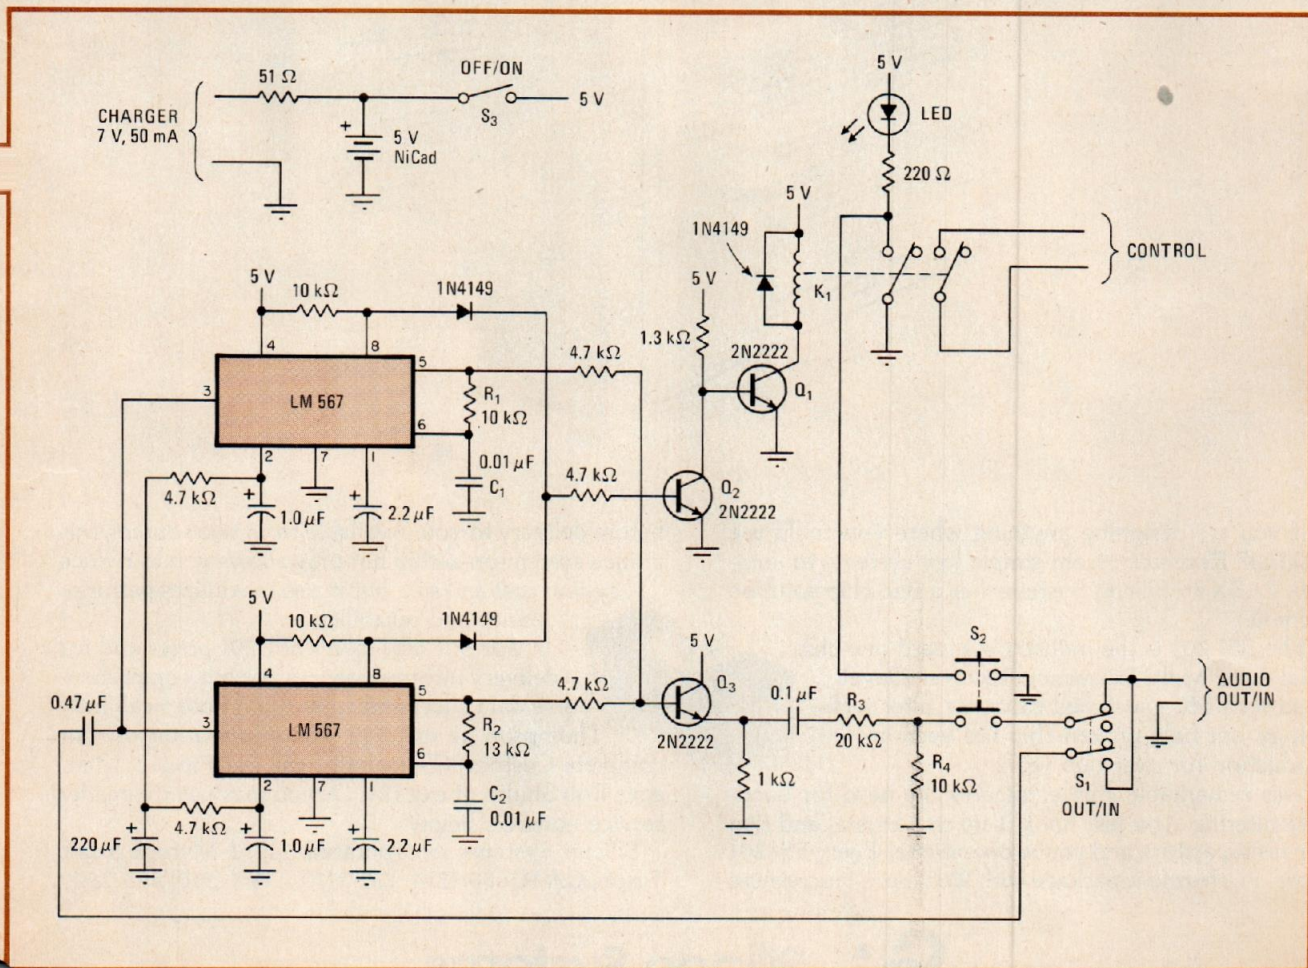 CHARGER
7 V, 50 mA
51 Ω
+
5 V
NiCad
OFF/ON
S3
5 V
5 V
LED
220 Ω
CONTROL
5 V
1N4149
K1
5 V
1.3 kΩ
2N2222
Q1
5 V
10 kΩ
1N4149
4
8
3
LM 567
5
6
2
7
1
R1
10 kΩ
0.01 µF
C1
4.7 kΩ
4.7 kΩ
+
1.0 µF
+
2.2 µF
4.7 kΩ
Q2
2N2222
5 V
10 kΩ
1N4149
4
8
0.47 µF
3
LM 567
5
6
2
7
1
R2
13 kΩ
C2
0.01 µF
4.7 kΩ
5 V
Q3
2N2222
0.1 µF
R3
20 kΩ
1 kΩ
R4
10 kΩ
S2
S1
OUT/IN
AUDIO
OUT/IN
4.7 kΩ
+
220 µF
+
1.0 µF
+
2.2 µF